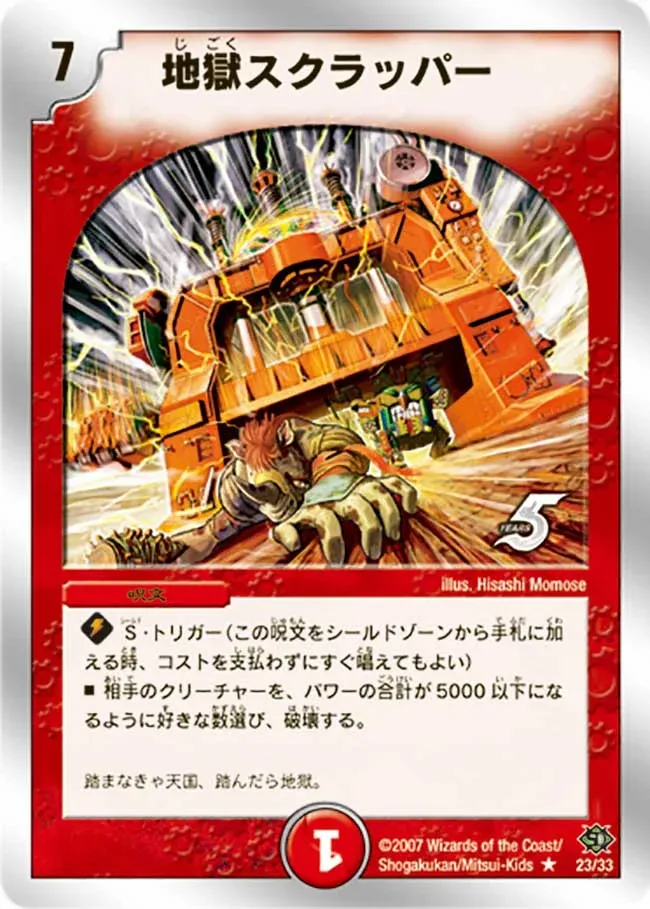 7
地獄スクラッパー
じごく
YEARS 5
illus. Hisashi Momose
呪文
S・トリガー(この呪文をシールドゾーンから手札に加
える時、コストを支払わずにすぐ唱えてもよい)
■ 相手のクリーチャーを、パワーの合計が5000以下にな
るように好きな数選び、破壊する。
踏まなきゃ天国、踏んだら地獄。
1
©2007 Wizards of the Coast/
Shogakukan/Mitsui-Kids ★ 23/33